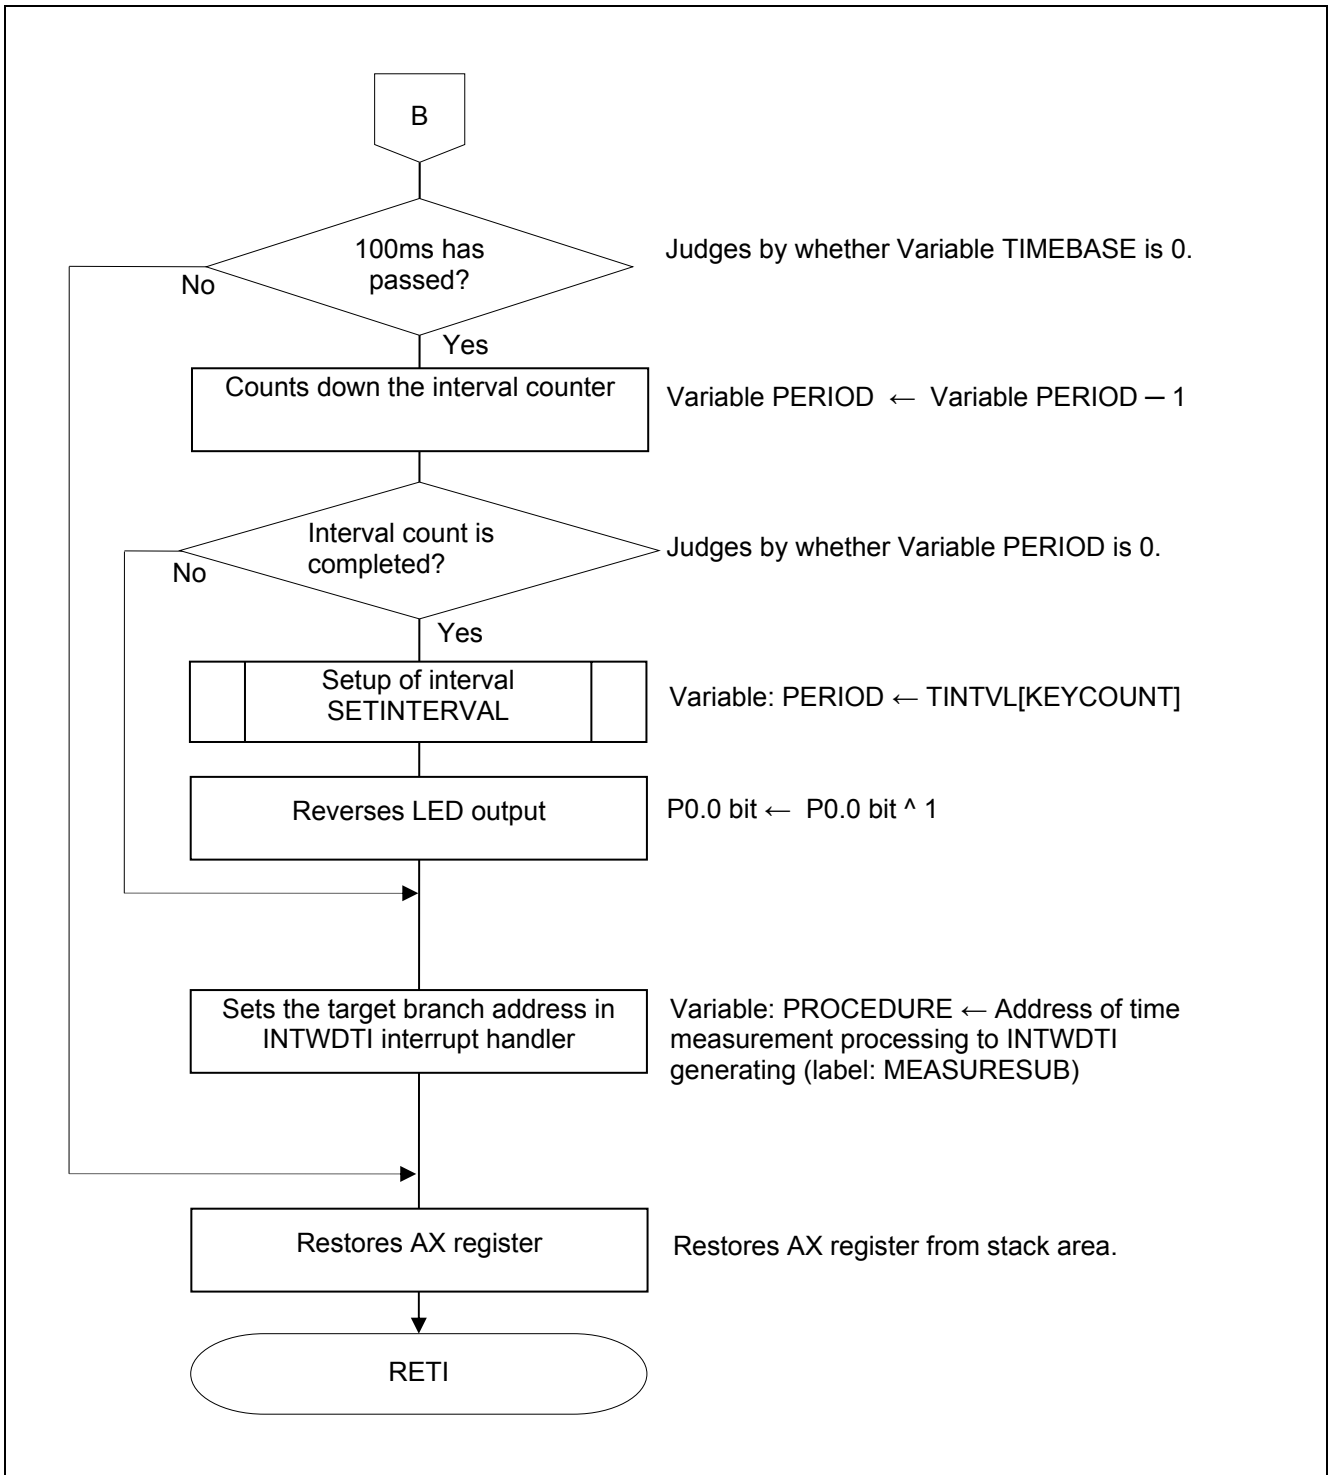 B
100ms has
passed?
Judges by whether Variable TIMEBASE is 0.
No
Yes
Counts down the interval counter
Variable PERIOD ← Variable PERIOD ─ 1
Interval count is
completed?
Judges by whether Variable PERIOD is 0.
No
Yes
Setup of interval
SETINTERVAL
Variable: PERIOD ← TINTVL[KEYCOUNT]
Reverses LED output
P0.0 bit ← P0.0 bit ^ 1
Sets the target branch address in
INTWDTI interrupt handler
Variable: PROCEDURE ← Address of time
measurement processing to INTWDTI
generating (label: MEASURESUB)
Restores AX register
Restores AX register from stack area.
RETI